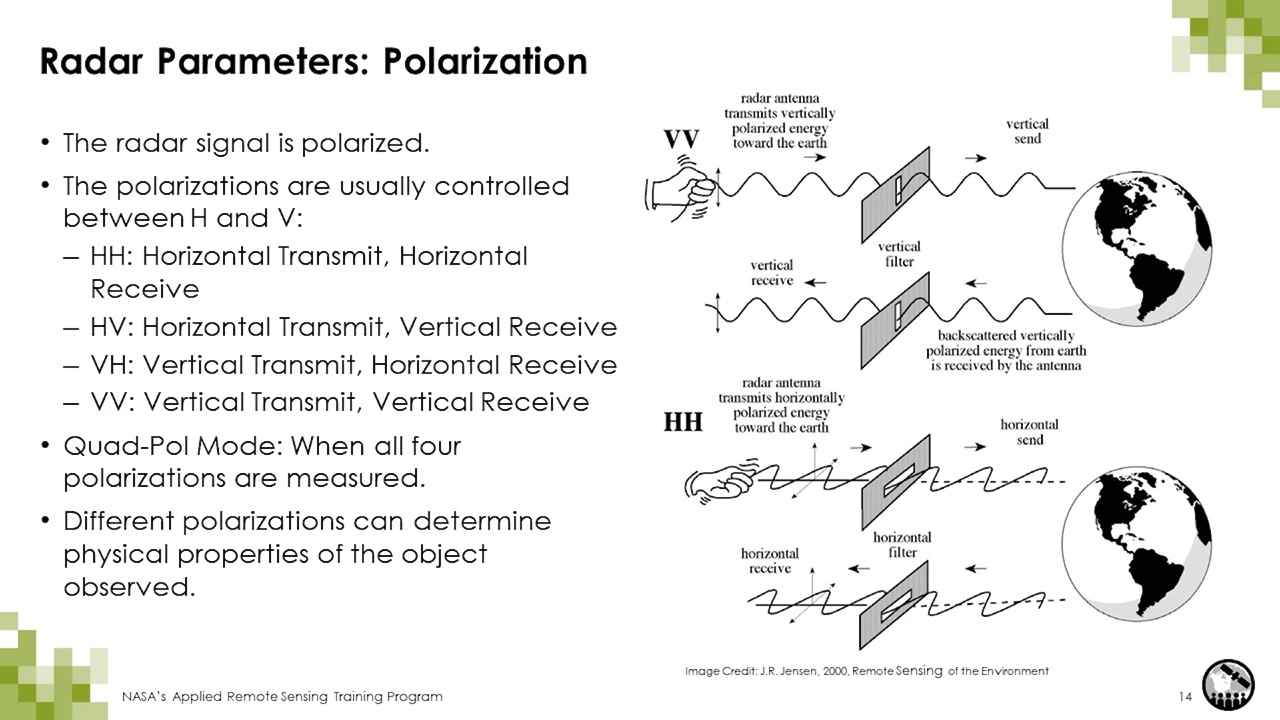 Radar Parameters: Polarization
• The radar signal is polarized.
• The polarizations are usually controlled
between H and V:
– HH: Horizontal Transmit, Horizontal
Receive
– HV: Horizontal Transmit, Vertical Receive
– VH: Vertical Transmit, Horizontal Receive
– VV: Vertical Transmit, Vertical Receive
• Quad-Pol Mode: When all four
polarizations are measured.
• Different polarizations can determine
physical properties of the object
observed.
VV
radar antenna
transmits vertically
polarized energy
toward the earth
vertical
send
vertical
filter
vertical
receive
backscattered vertically
polarized energy from earth
is received by the antenna
HH
radar antenna
transmits horizontally
polarized energy
toward the earth
horizontal
send
horizontal
filter
horizontal
receive
Image Credit: J.R. Jensen, 2000, Remote Sensing of the Environment
NASA's Applied Remote Sensing Training Program
14